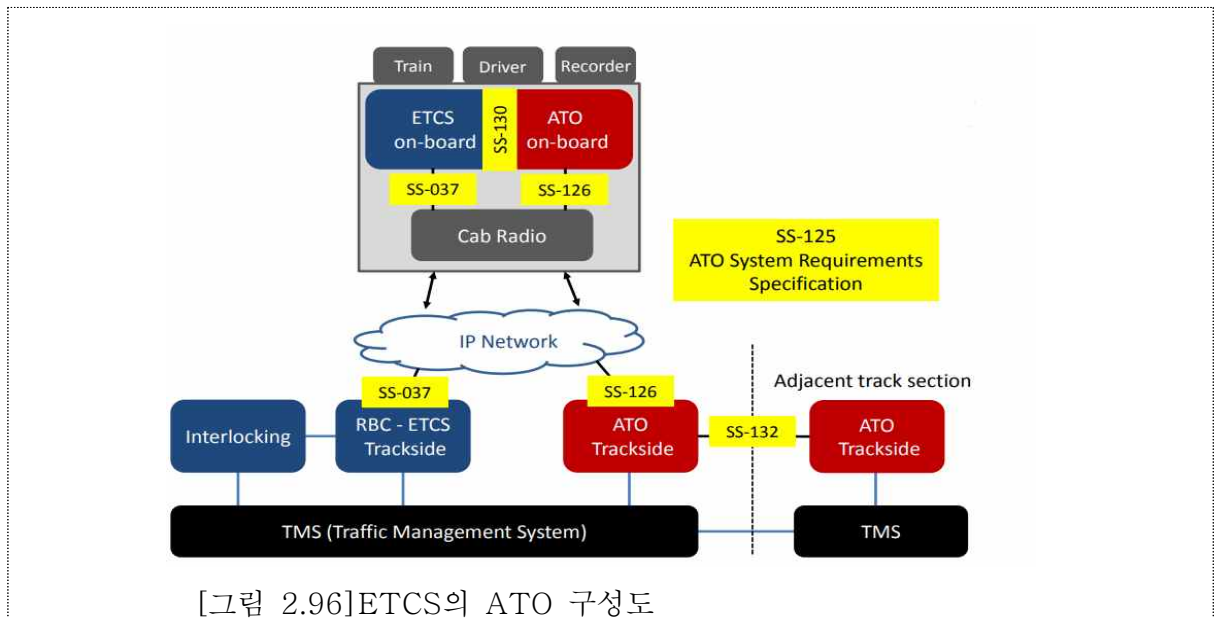 Train
Driver
Recorder
ETCS
on-board
SS-130
ATO
on-board
SS-037
SS-126
Cab Radio
SS-125
ATO System Requirements
Specification
IP Network
SS-037
SS-126
Adjacent track section
Interlocking
RBC - ETCS
Trackside
ATO
Trackside
SS-132
ATO
Trackside
TMS (Traffic Management System)
TMS
[그림 2.96]ETCS의 ATO 구성도